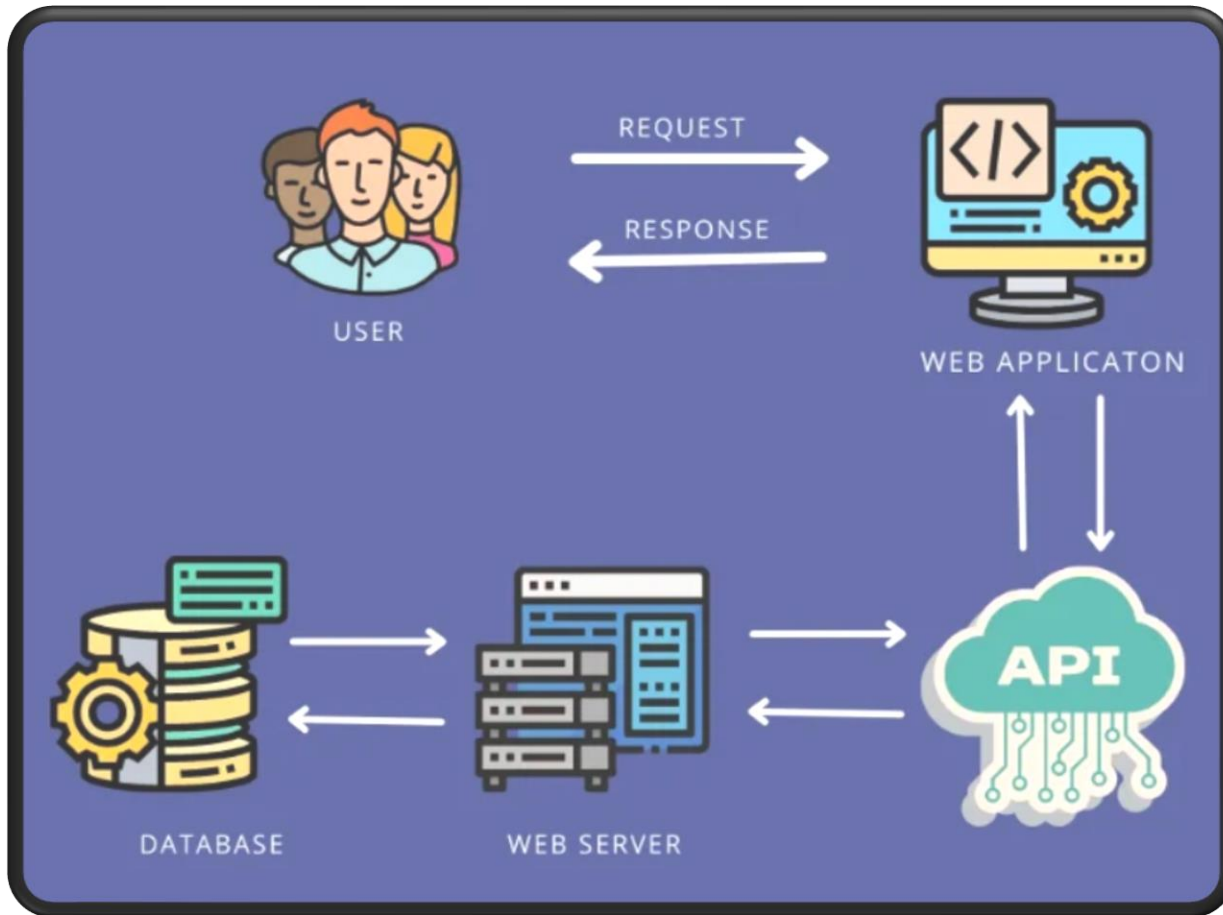 REQUEST
RESPONSE
USER
WEB APPLICATON
API
DATABASE
WEB SERVER